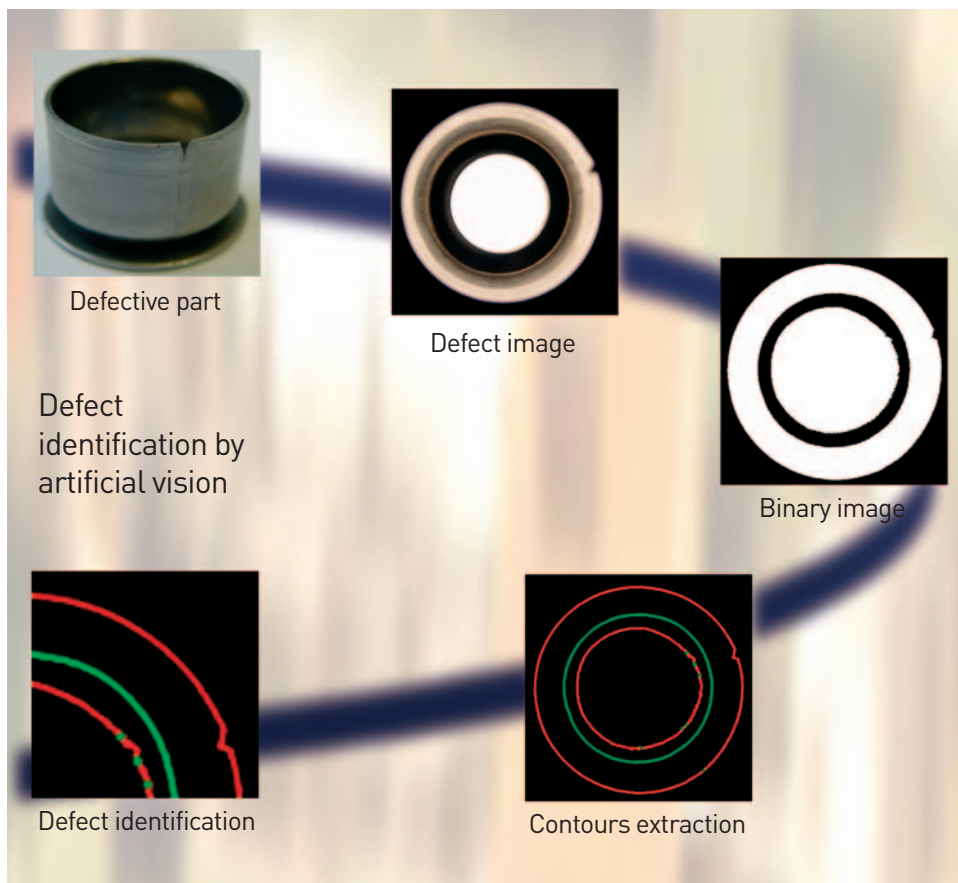 Defective part
Defect image
Binary image
Defect
identification by
artificial vision
Defect identification
Contours extraction